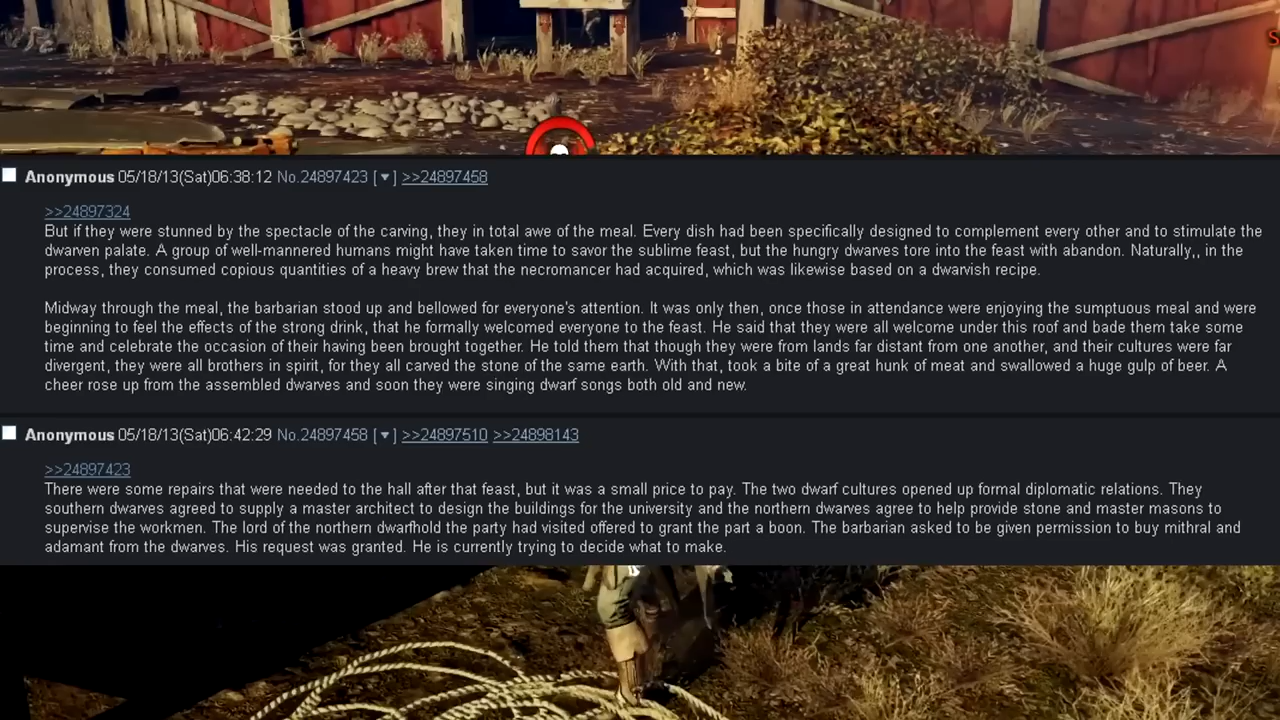 Anonymous 05/18/13(Sat)06:38:12 No.24897423 [▼] >>24897458
>>24897324
But if they were stunned by the spectacle of the carving, they in total awe of the meal. Every dish had been specifically designed to complement every other and to stimulate the
dwarven palate. A group of well-mannered humans might have taken time to savor the sublime feast, but the hungry dwarves tore into the feast with abandon. Naturally,, in the
process, they consumed copious quantities of a heavy brew that the necromancer had acquired, which was likewise based on a dwarvish recipe.
Midway through the meal, the barbarian stood up and bellowed for everyone's attention. It was only then, once those in attendance were enjoying the sumptuous meal and were
beginning to feel the effects of the strong drink, that he formally welcomed everyone to the feast. He said that they were all welcome under this roof and bade them take some
time and celebrate the occasion of their having been brought together. He told them that though they were from lands far distant from one another, and their cultures were far
divergent, they were all brothers in spirit, for they all carved the stone of the same earth. With that, took a bite of a great hunk of meat and swallowed a huge gulp of beer. A
cheer rose up from the assembled dwarves and soon they were singing dwarf songs both old and new.
Anonymous 05/18/13(Sat)06:42:29 No.24897458 [▼] >>24897510 >>24898143
>>24897423
There were some repairs that were needed to the hall after that feast, but it was a small price to pay. The two dwarf cultures opened up formal diplomatic relations. They
southern dwarves agreed to supply a master architect to design the buildings for the university and the northern dwarves agree to help provide stone and master masons to
supervise the workmen. The lord of the northern dwarfhold the party had visited offered to grant the part a boon. The barbarian asked to be given permission to buy mithral and
adamant from the dwarves. His request was granted. He is currently trying to decide what to make.